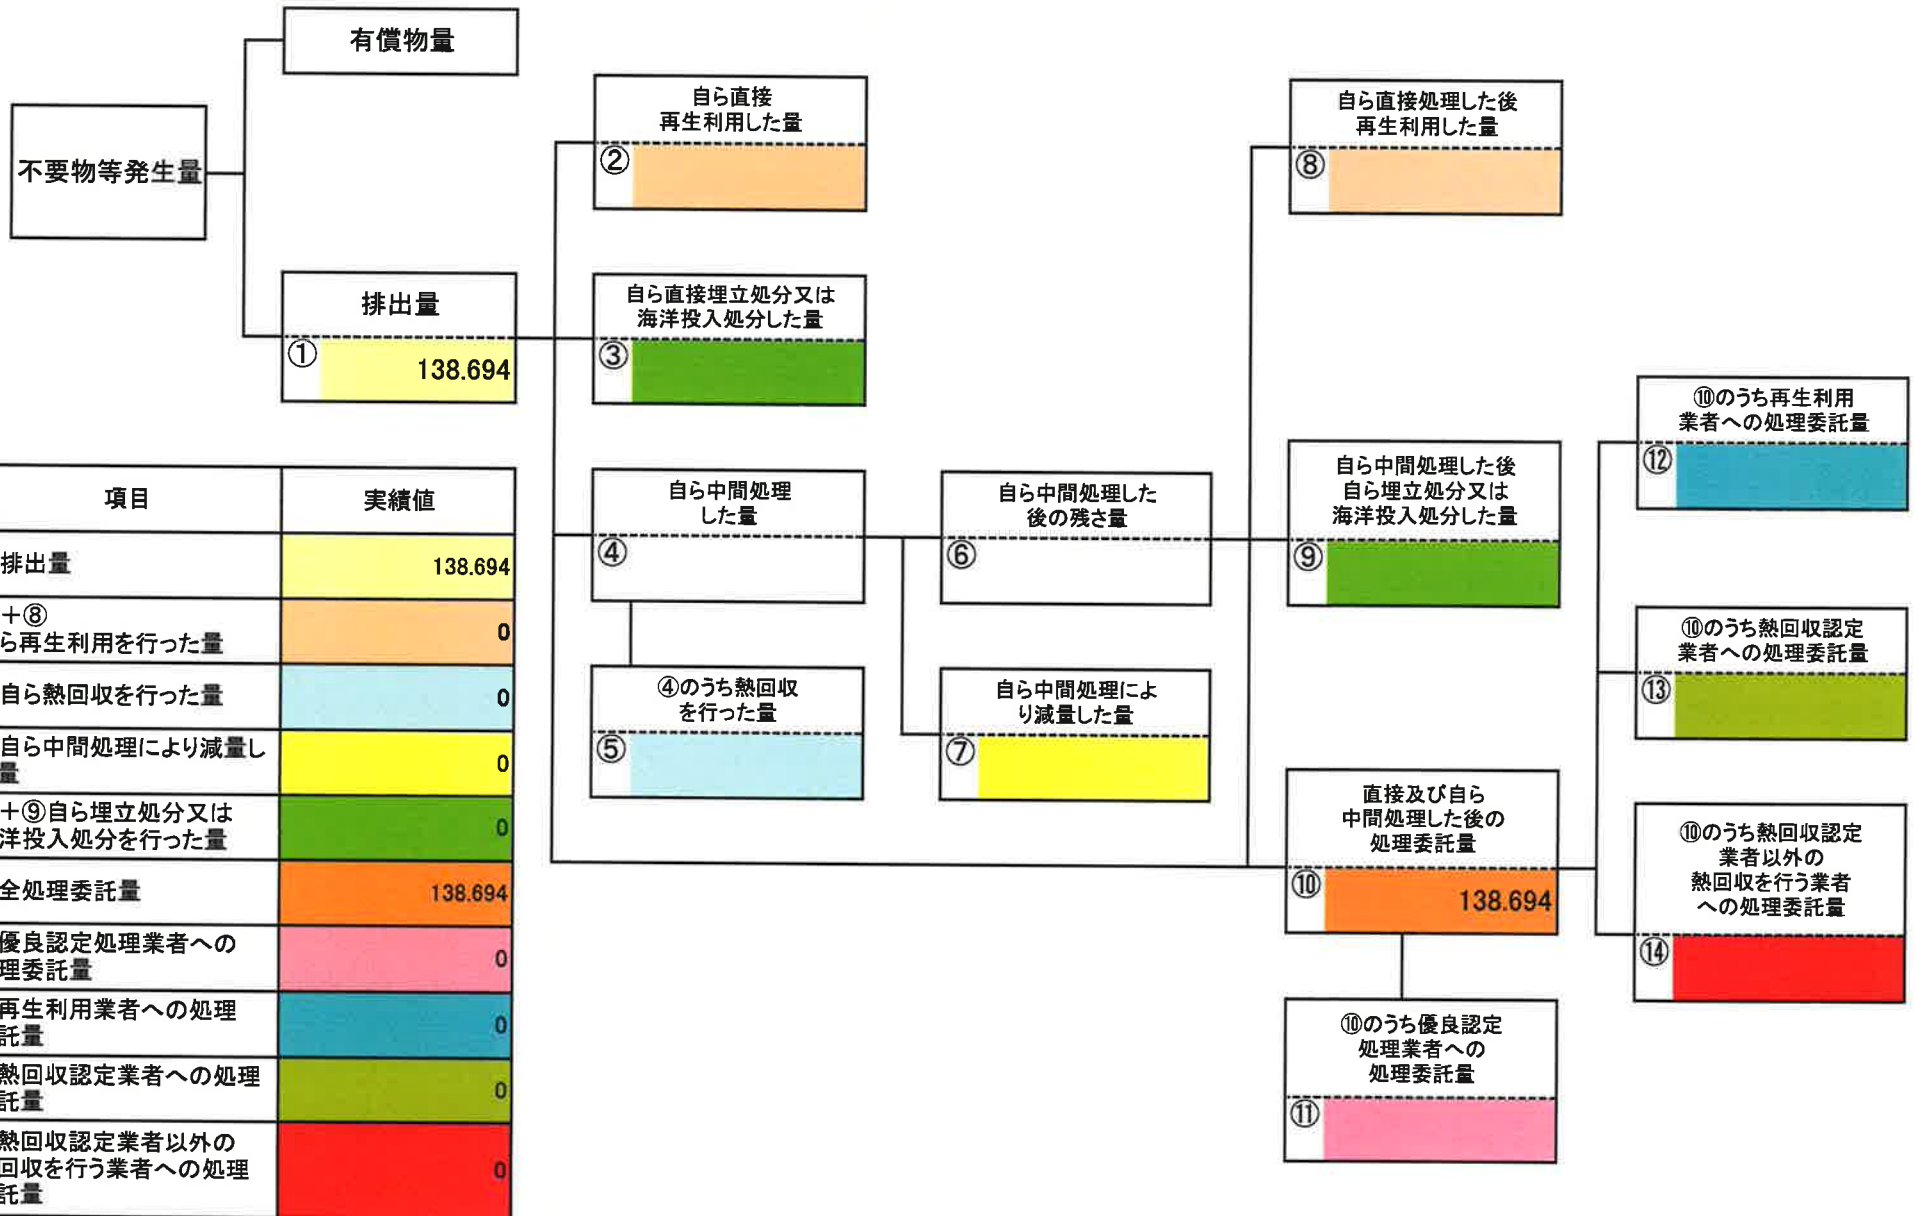 有償物量
不要物等発生量
排出量
①
138.694
自ら直接
再生利用した量
②
自ら直接埋立処分又は
海洋投入処分した量
③
自ら中間処理
した量
④
④のうち熱回収
を行った量
⑤
自ら中間処理した
後の残さ量
⑥
自ら中間処理によ
り減量した量
⑦
自ら直接処理した後
再生利用した量
⑧
自ら中間処理した後
自ら埋立処分又は
海洋投入処分した量
⑨
直接及び自ら
中間処理した後の
処理委託量
⑩
138.694
⑩のうち優良認定
処理業者への
処理委託量
⑪
⑩のうち再生利用
業者への処理委託量
⑫
⑩のうち熱回収認定
業者への処理委託量
⑬
⑩のうち熱回収認定
業者以外の
熱回収を行う業者
への処理委託量
⑭
項目 実績値
排出量 138.694
+⑧
ら再生利用を行った量 0
自ら熱回収を行った量 0
自ら中間処理により減量し
量 0
+⑨自ら埋立処分又は
洋投入処分を行った量 0
全処理委託量 138.694
優良認定処理業者への
理委託量 0
再生利用業者への処理
託量 0
熱回収認定業者への処理
託量 0
熱回収認定業者以外の
回収を行う業者への処理
託量 0